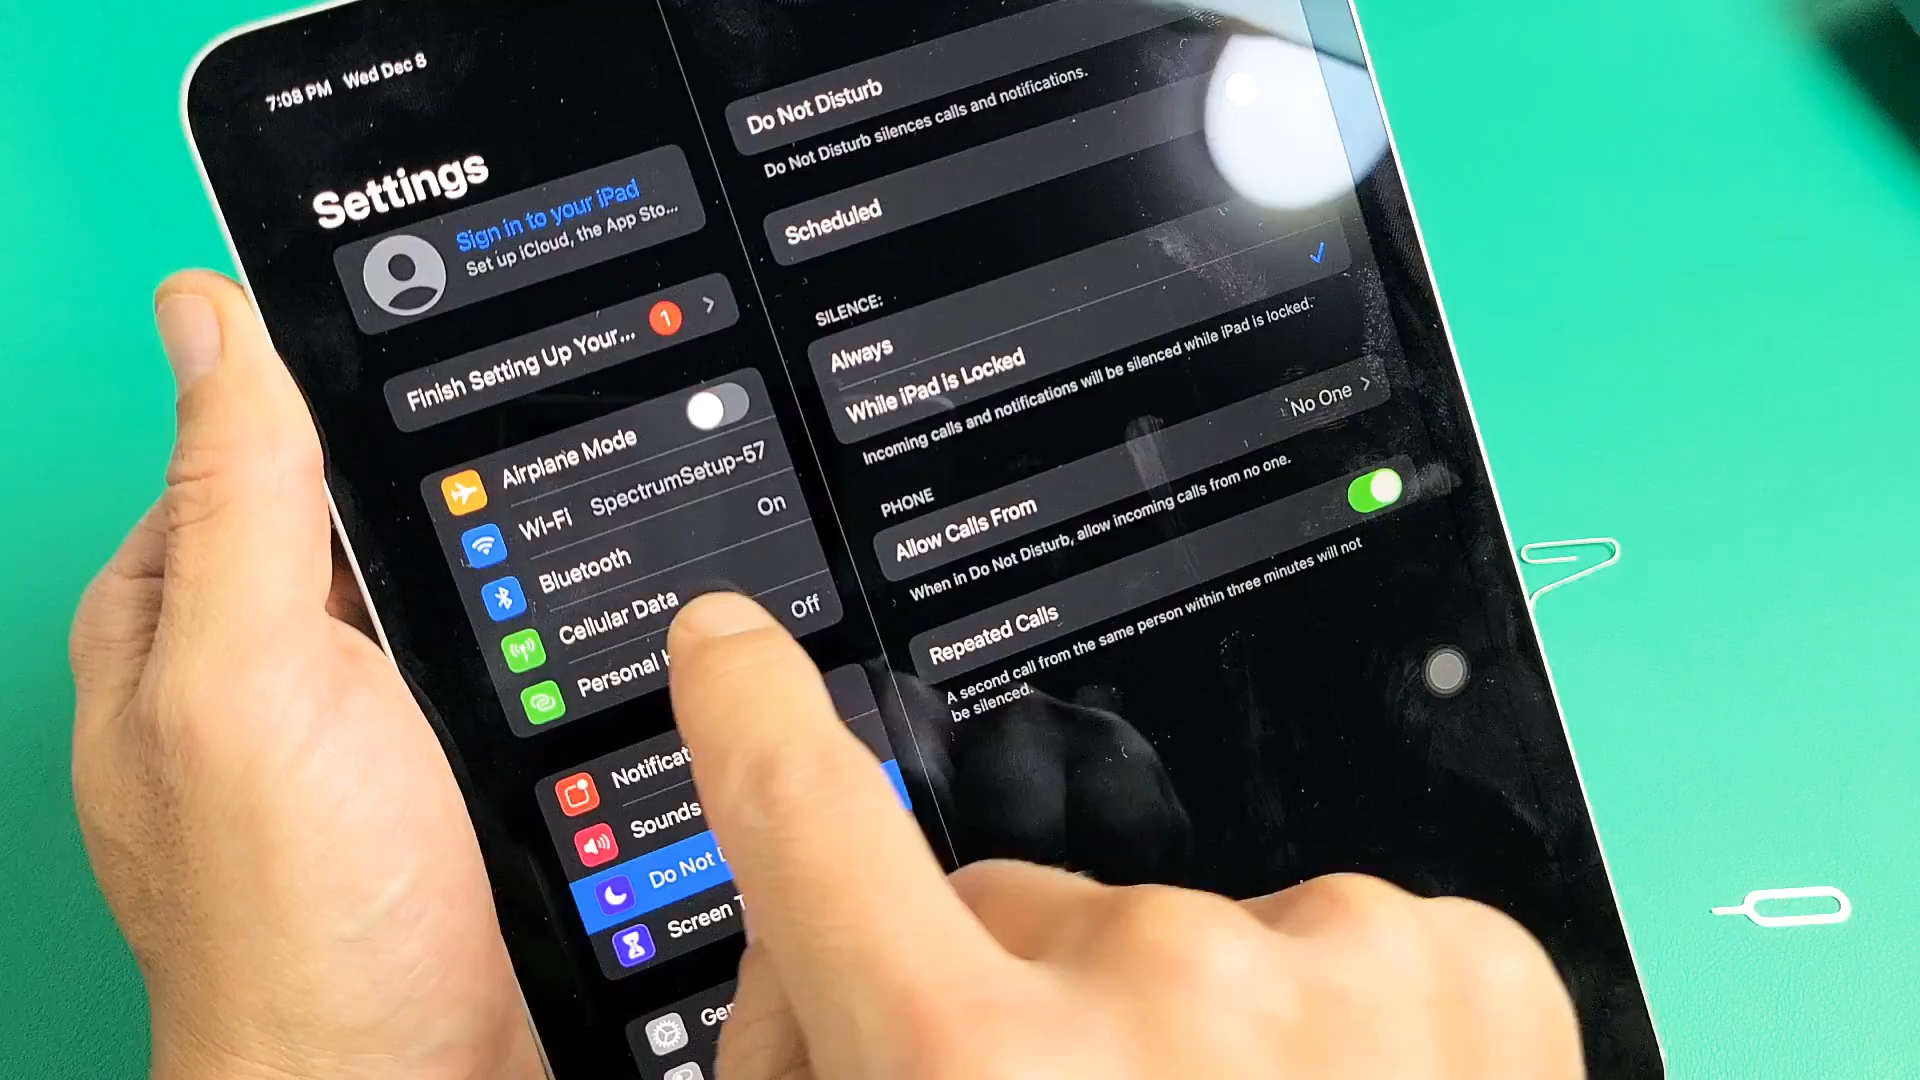 7:08 PM Wed Dec 8
Settings
Sign in to your iPad
Set up iCloud, the App Sto...
Finish Setting Up Your... 1
Airplane Mode
Wi-Fi SpectrumSetup-57
Bluetooth On
Cellular Data
Personal Off
Sounds
Do Not
Screen
Do Not Disturb
Do Not Disturb silences calls and notifications.
Scheduled
SILENCE:
Always
While iPad is Locked
Incoming calls and notifications will be silenced while iPad is locked.
PHONE
Allow Calls From No One
When in Do Not Disturb, allow incoming calls from no one.
Repeated Calls
A second call from the same person within three minutes will not
be silenced.